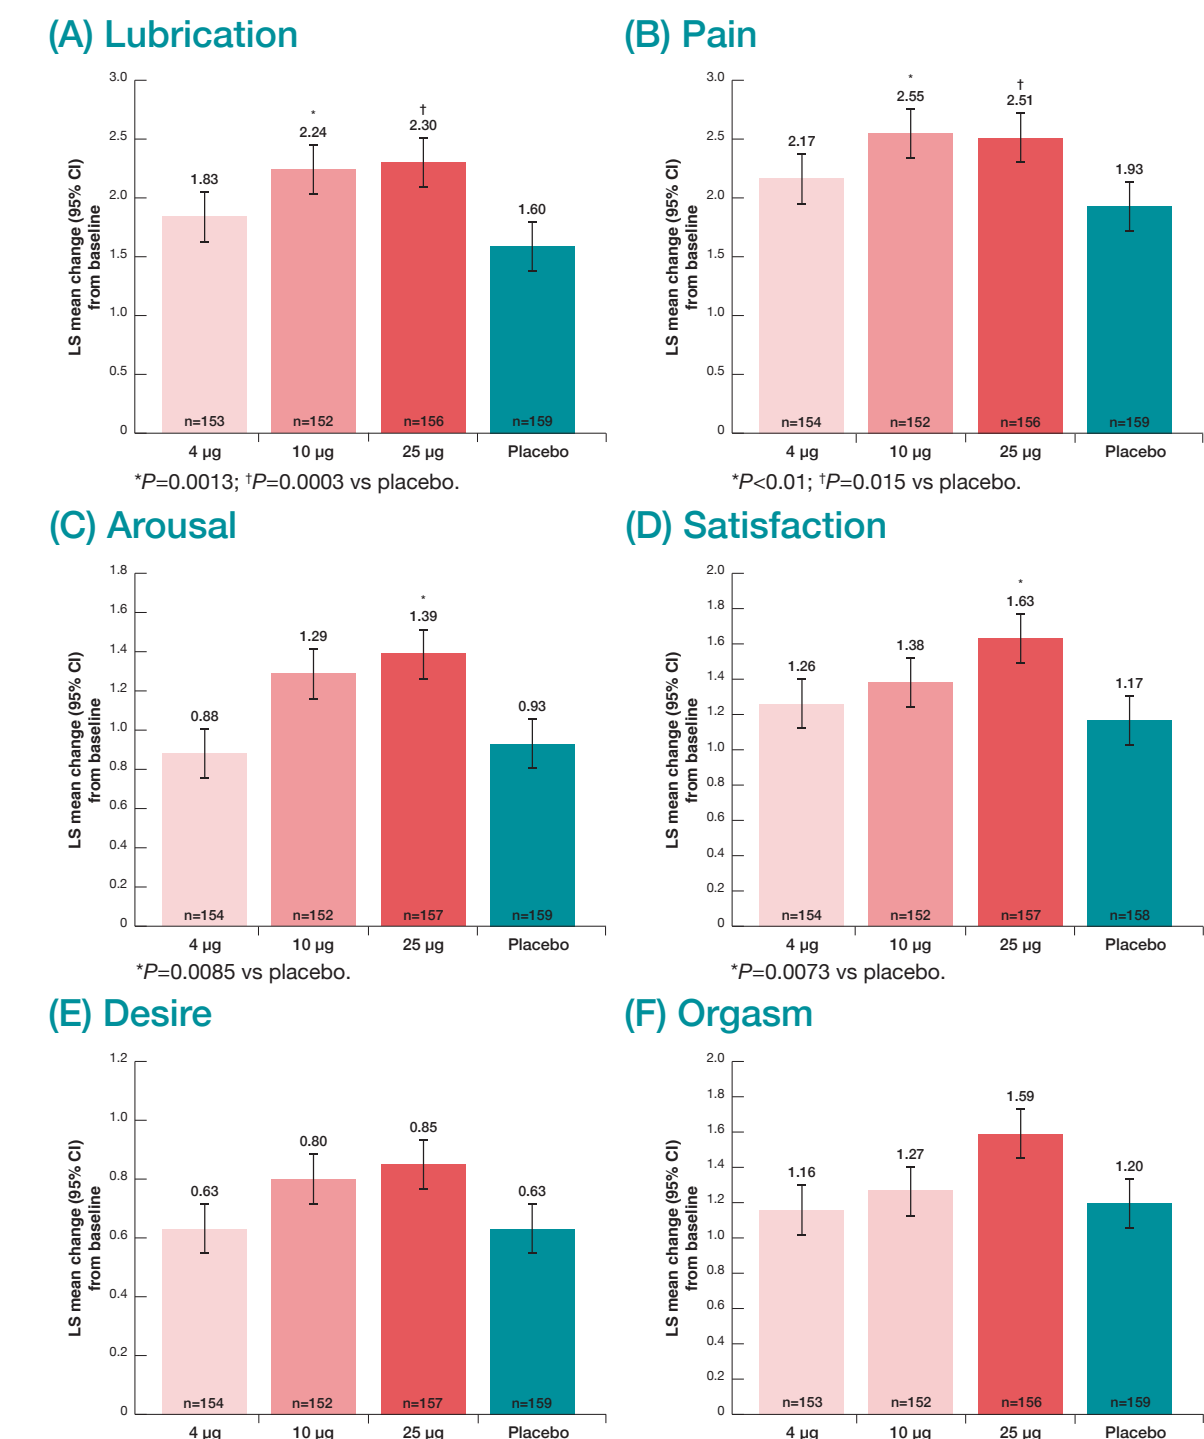 (A) Lubrication
LS mean change (95% CI)
from baseline
3.0
2.5
2.0
1.5
1.0
0.5
0
1.83
*
2.24
†
2.30
1.60
n=153
n=152
n=156
n=159
4 µg
10 µg
25 µg
Placebo
*P=0.0013; †P=0.0003 vs placebo.
(B) Pain
LS mean change (95% CI)
from baseline
3.0
2.5
2.0
1.5
1.0
0.5
0
2.17
*
2.55
†
2.51
1.93
n=154
n=152
n=156
n=159
4 µg
10 µg
25 µg
Placebo
*P<0.01; †P=0.015 vs placebo.
(C) Arousal
LS mean change (95% CI)
from baseline
1.8
1.6
1.4
1.2
1.0
0.8
0.6
0.4
0.2
0
0.88
1.29
*
1.39
0.93
n=154
n=152
n=157
n=159
4 µg
10 µg
25 µg
Placebo
*P=0.0085 vs placebo.
(D) Satisfaction
LS mean change (95% CI)
from baseline
2.0
1.8
1.6
1.4
1.2
1.0
0.8
0.6
0.4
0.2
0
1.26
1.38
*
1.63
1.17
n=154
n=152
n=157
n=158
4 µg
10 µg
25 µg
Placebo
*P=0.0073 vs placebo.
(E) Desire
LS mean change (95% CI)
from baseline
1.2
1.0
0.8
0.6
0.4
0.2
0
0.63
0.80
0.85
0.63
n=154
n=152
n=157
n=159
4 µg
10 µg
25 µg
Placebo
(F) Orgasm
LS mean change (95% CI)
from baseline
2.0
1.8
1.6
1.4
1.2
1.0
0.8
0.6
0.4
0.2
0
1.16
1.27
1.59
1.20
n=153
n=152
n=156
n=159
4 µg
10 µg
25 µg
Placebo